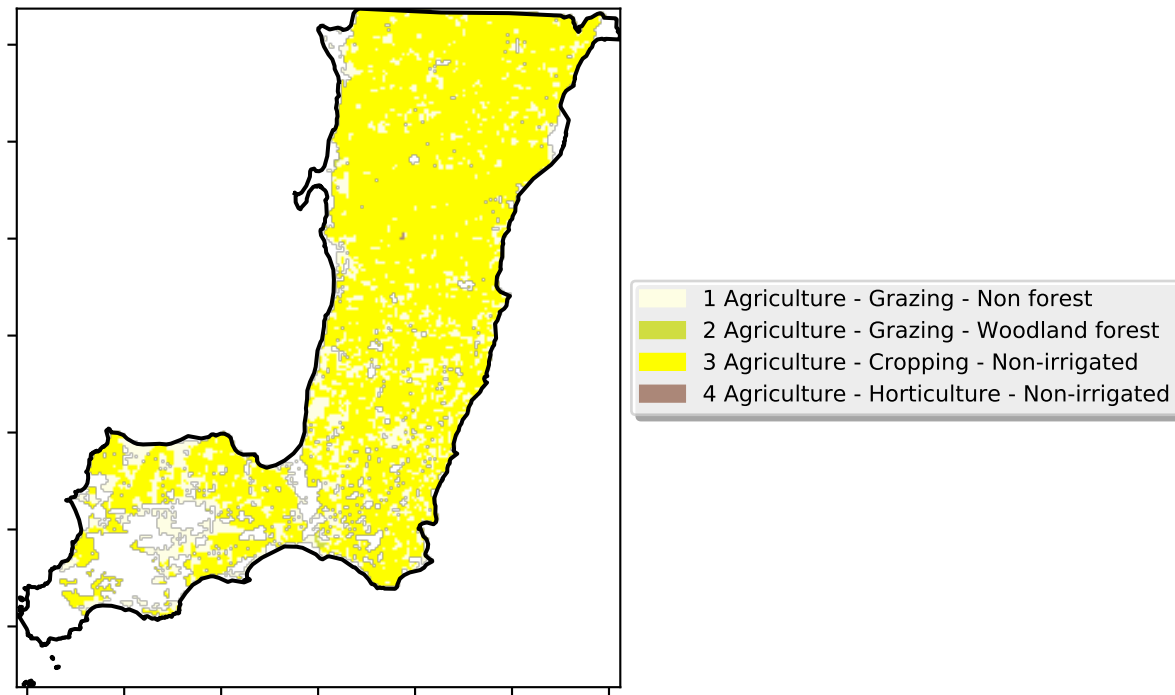 1 Agriculture - Grazing - Non forest
2 Agriculture - Grazing - Woodland forest
3 Agriculture - Cropping - Non-irrigated
4 Agriculture - Horticulture - Non-irrigated